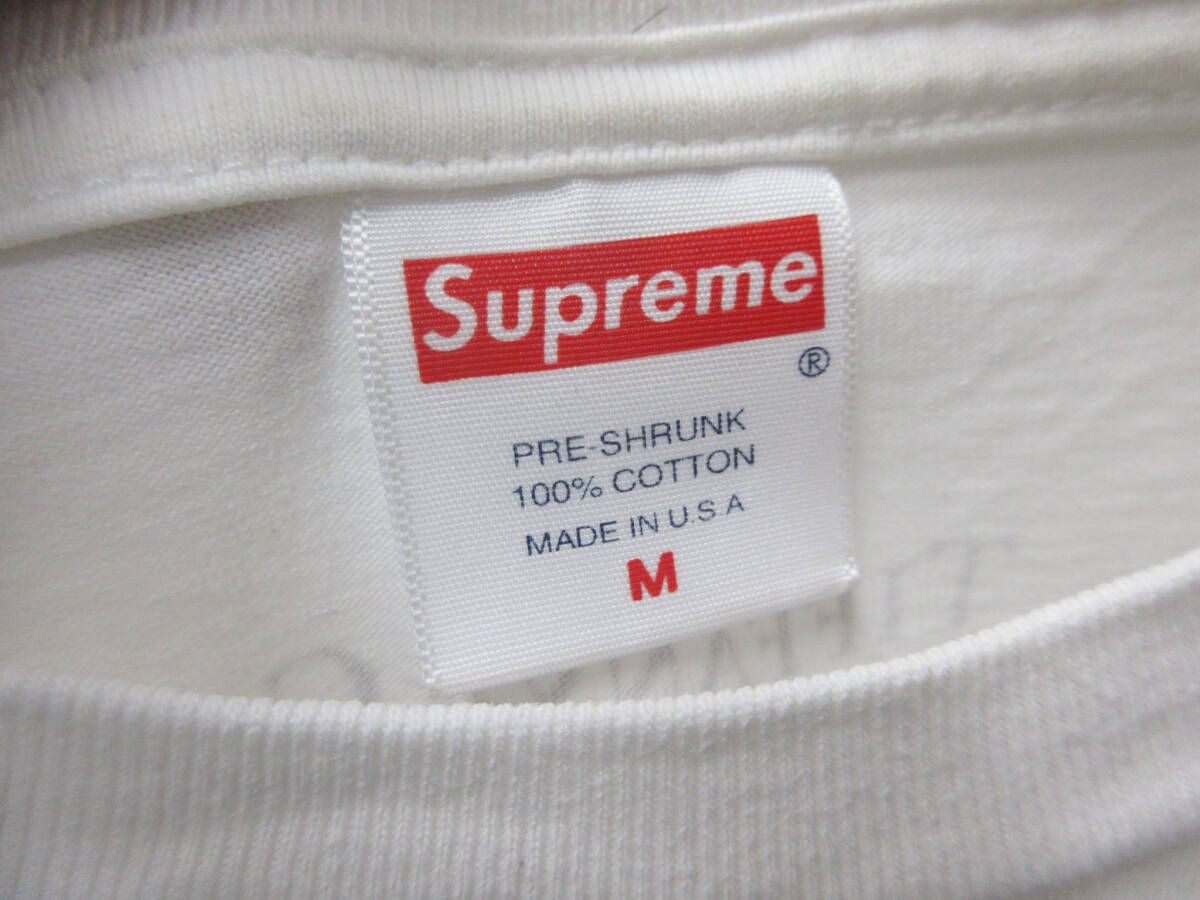 Supreme
®
PRE-SHRUNK
100% COTTON
MADE IN U.S.A
M